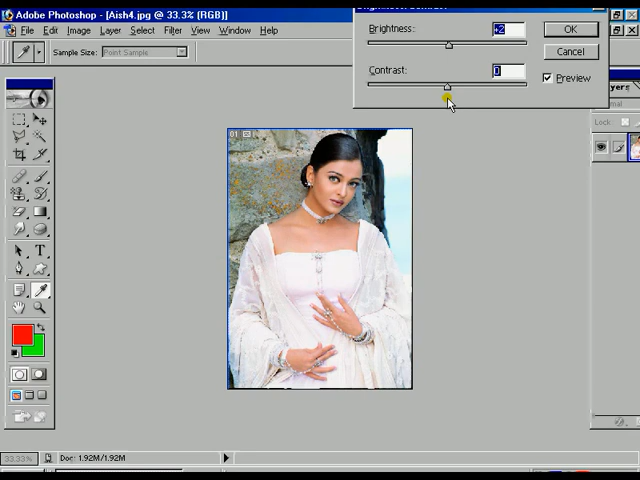 Adobe Photoshop - [Aish4.jpg @ 33.3% (RGB)]
File Edit Image Layer Select Filter View Window Help
Sample Size: Point Sample
Brightness:
OK
Cancel
Contrast: 0
Preview
Lock
01
33.33% Doc: 1.92M/1.92M